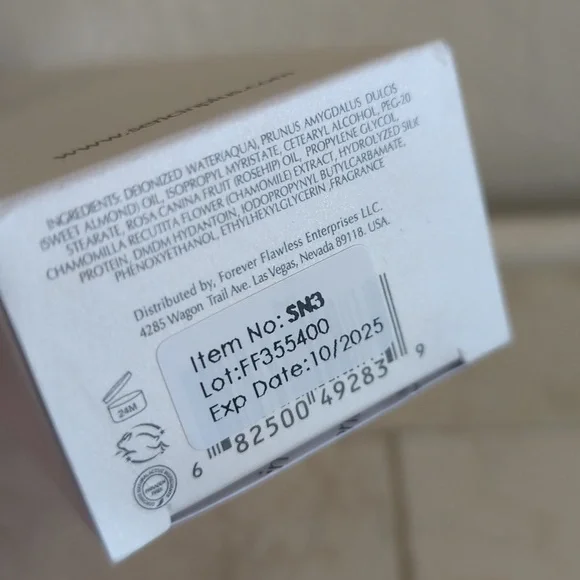 INGREDIENTS: DEIONIZED WATER(AQUA), PRUNUS AMYGDALUS DULOS
(SWEET ALMOND) OIL, ISOPROPYL MYRISTATE, CETEARYL ALCOHOL, PEG-20
STEARATE, ROSA CANINA FRUIT (ROSEHIP) OIL, PROPYLENE GLYCOL,
CHAMOMILLA RECUTITA FLOWER (CHAMOMILE) EXTRACT, HYDROLYZED SILK
PROTEIN, DMDM HYDANTOIN, IODOPROPYNYL BUTYLCARBAMATE,
PHENOXYETHANOL, ETHYLHEXYLGLYCERIN ,FRAGRANCE
Distributed by, Forever Flawless Enterprises LLC.
4285 Wagon Trail Ave. Las Vegas, Nevada 89118. USA.
Item No: SN3
Lot:FF355400
Exp Date:10/2025
24M
6 82500 49283 9